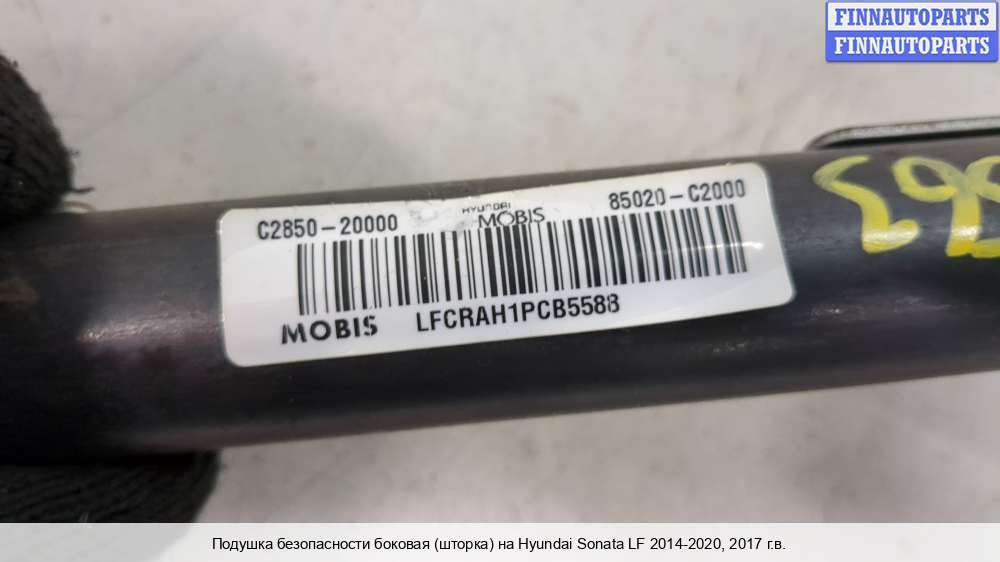 FINNAUTOPARTS
FINNAUTOPARTS
C2850-20000
HYUNDAI
MOBIS
85020-C2000
MOBIS
LFCRAH1PCB5588
Подушка безопасности боковая (шторка) на Hyundai Sonata LF 2014-2020, 2017 г.в.